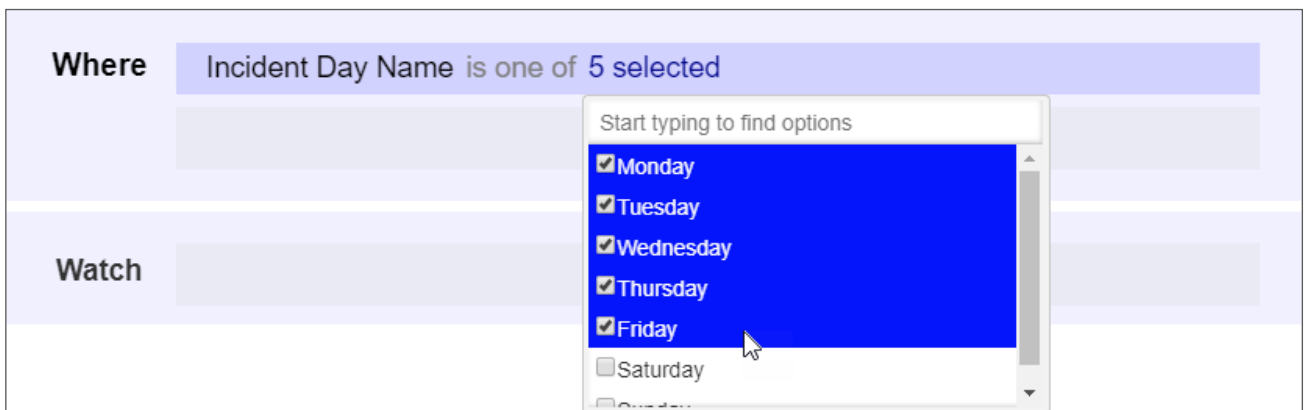 Where Incident Day Name is one of 5 selected
Start typing to find options
Monday
Tuesday
Wednesday
Thursday
Watch
Friday
Saturday
Sunday